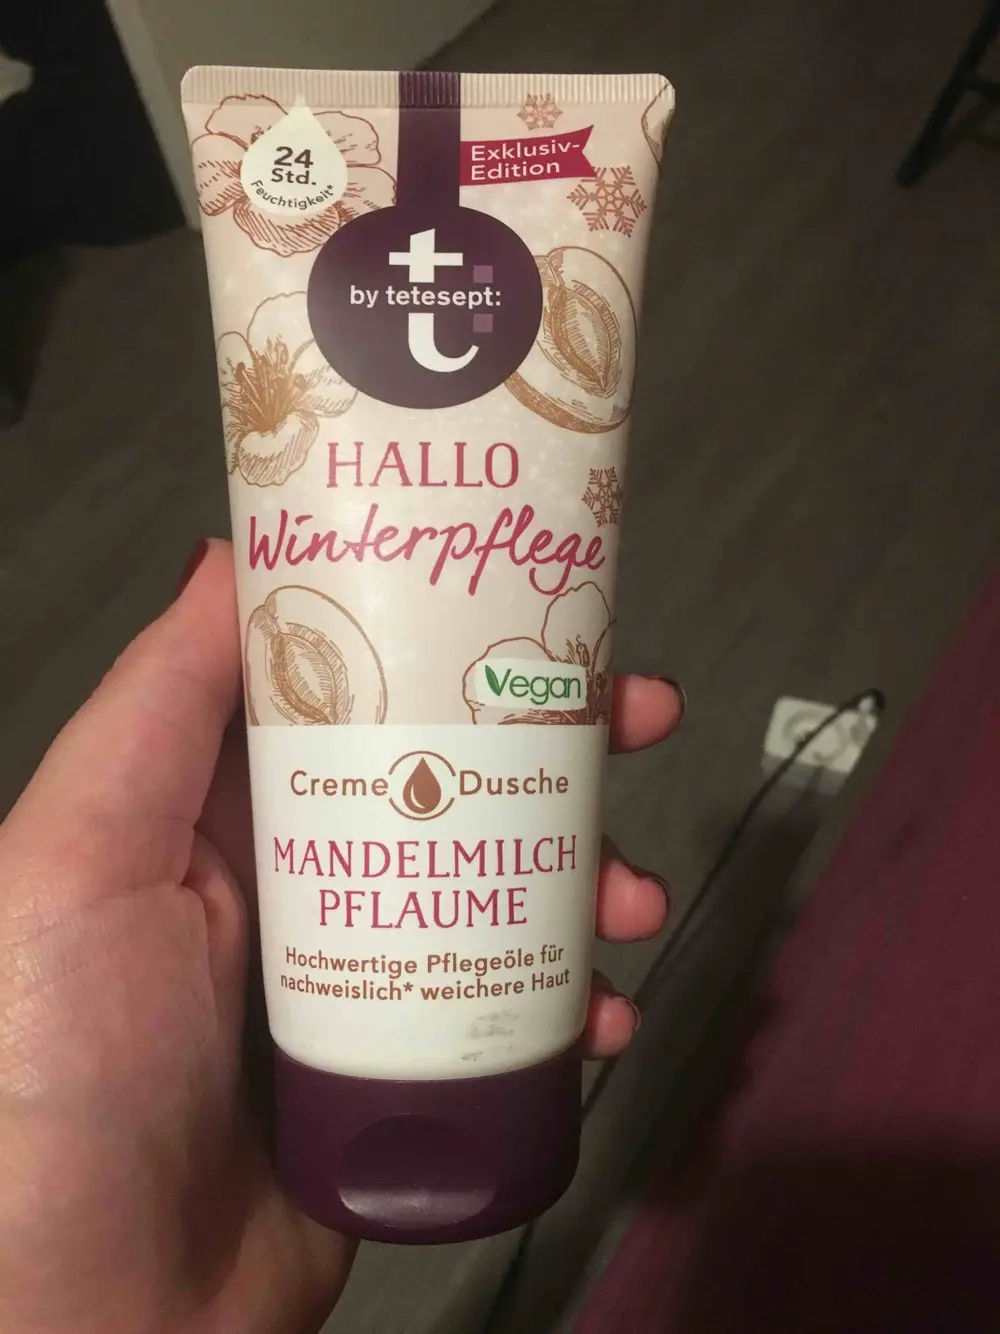 24
Std.
Feuchtigkeit*
Exklusiv-
Edition
t
by tetesept:
HALLO
Winterpflege
Vegan
Creme Dusche
MANDELMILCH
PFLAUME
Hochwertige Pflegeöle für
nachweislich* weichere Haut